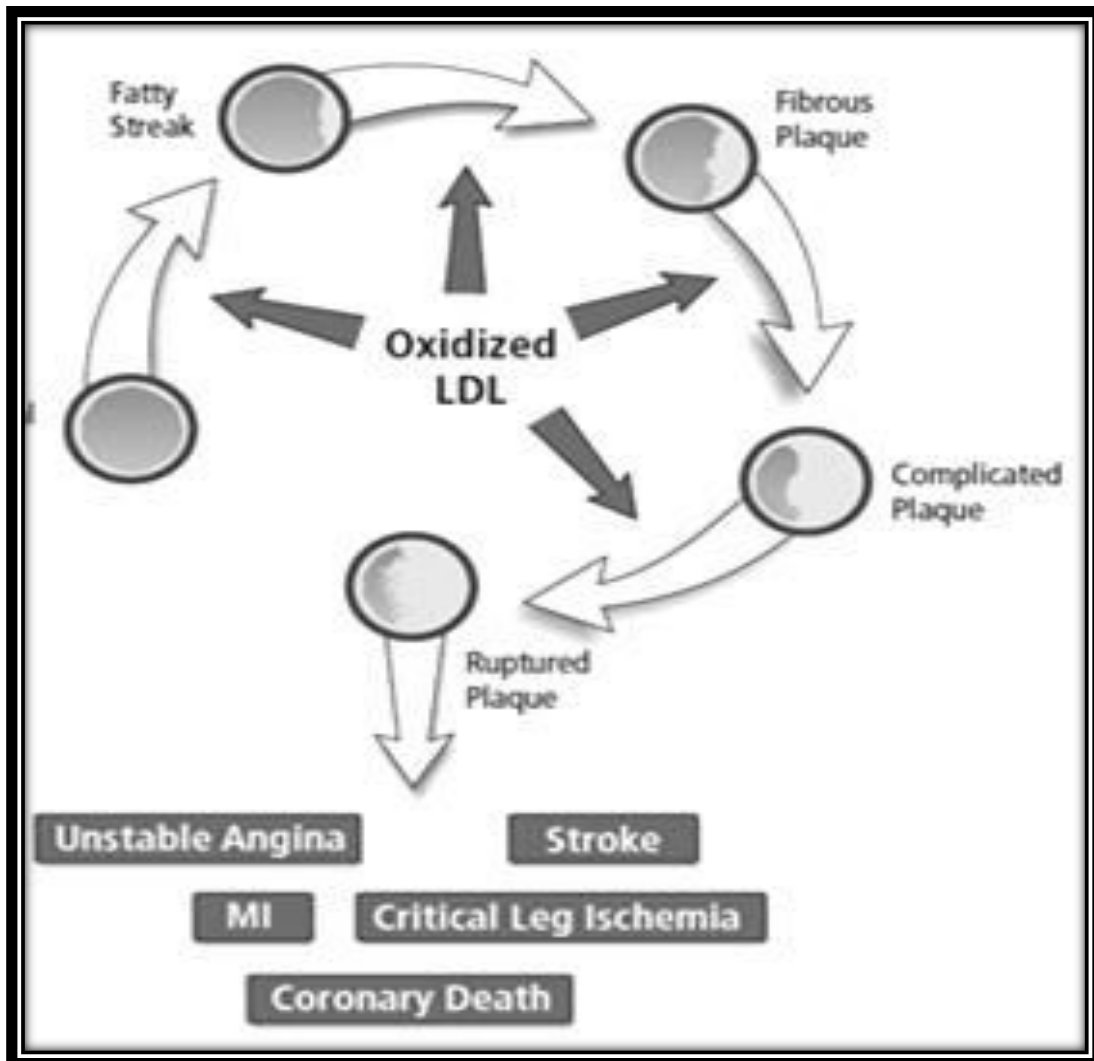 Fatty
Streak
Fibrous
Plaque
Oxidized
LDL
Complicated
Plaque
Ruptured
Plaque
Unstable Angina
Stroke
MI
Critical Leg Ischemia
Coronary Death